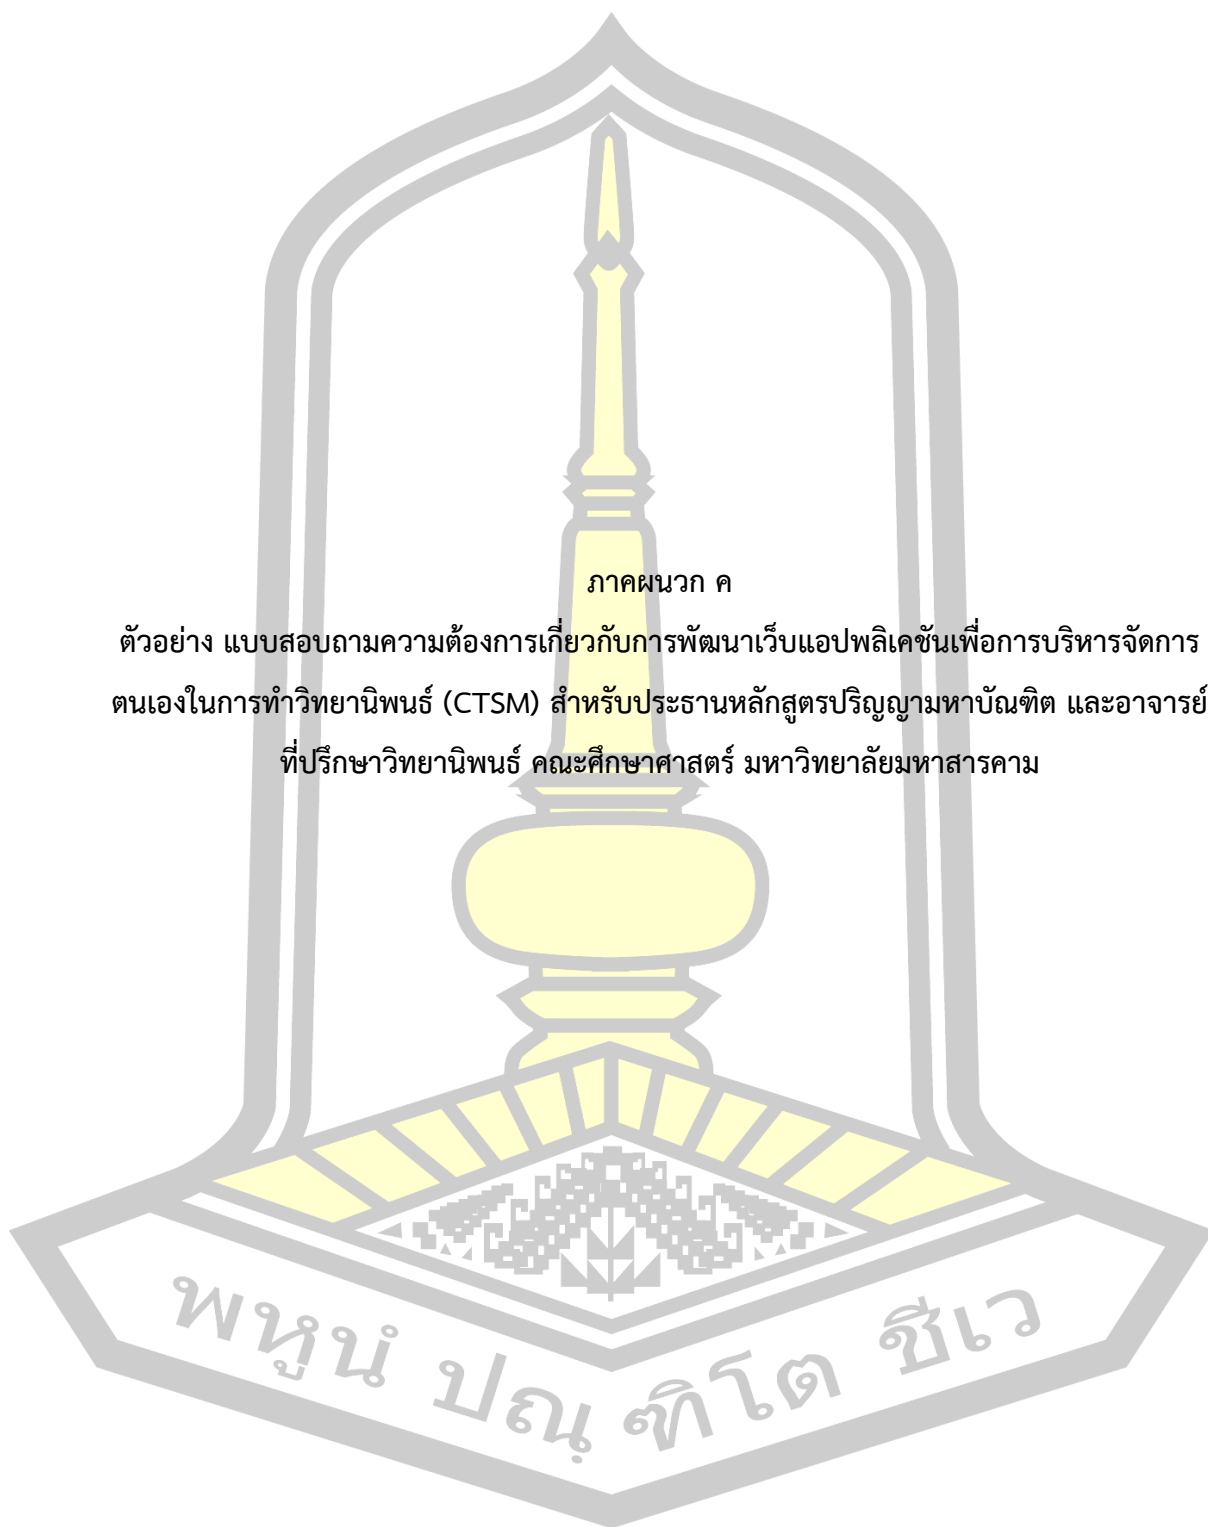 ภาคผนวก ค
ตัวอย่าง แบบสอบถามความต้องการเกี่ยวกับการพัฒนาเว็บแอปพลิเคชันเพื่อการบริหารจัดการ
ตนเองในการทำวิทยานิพนธ์ (CTSM) สำหรับประธานหลักสูตรปริญญามหาบัณฑิต และอาจารย์
ที่ปรึกษาวิทยานิพนธ์ คณะศึกษาศาสตร์ มหาวิทยาลัยมหาสารคาม
พหูนํ ปณฺฑิโต ชีเว